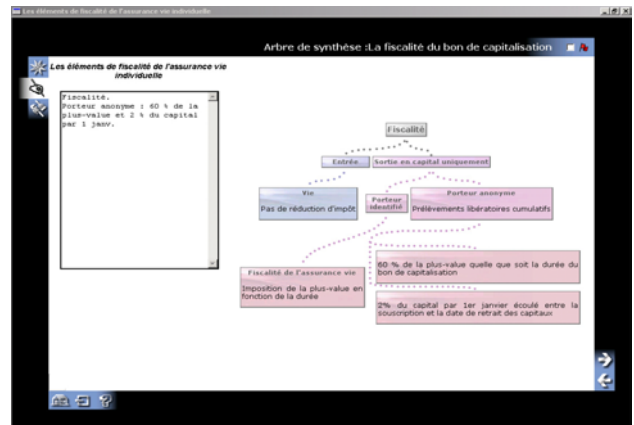 Les éléments de fiscalité de l'assurance vie individuelle
Arbre de synthèse :La fiscalité du bon de capitalisation
Les éléments de fiscalité de l'assurance vie
individuelle
Fiscalité.
Porteur anonyme : 60 % de la
plus-value et 2 % du capital
par 1 janv.
Fiscalité
Entrée
Sortie en capital uniquement
Vie
Pas de réduction d'impôt
Porteur
identifié
Porteur anonyme
Prélèvements libératoires cumulatifs
Fiscalité de l'assurance vie
Imposition de la plus-value en
fonction de la durée
60 % de la plus-value quelle que soit la durée du
bon de capitalisation
2% du capital par 1er janvier écoulé entre la
souscription et la date de retrait des capitaux
?